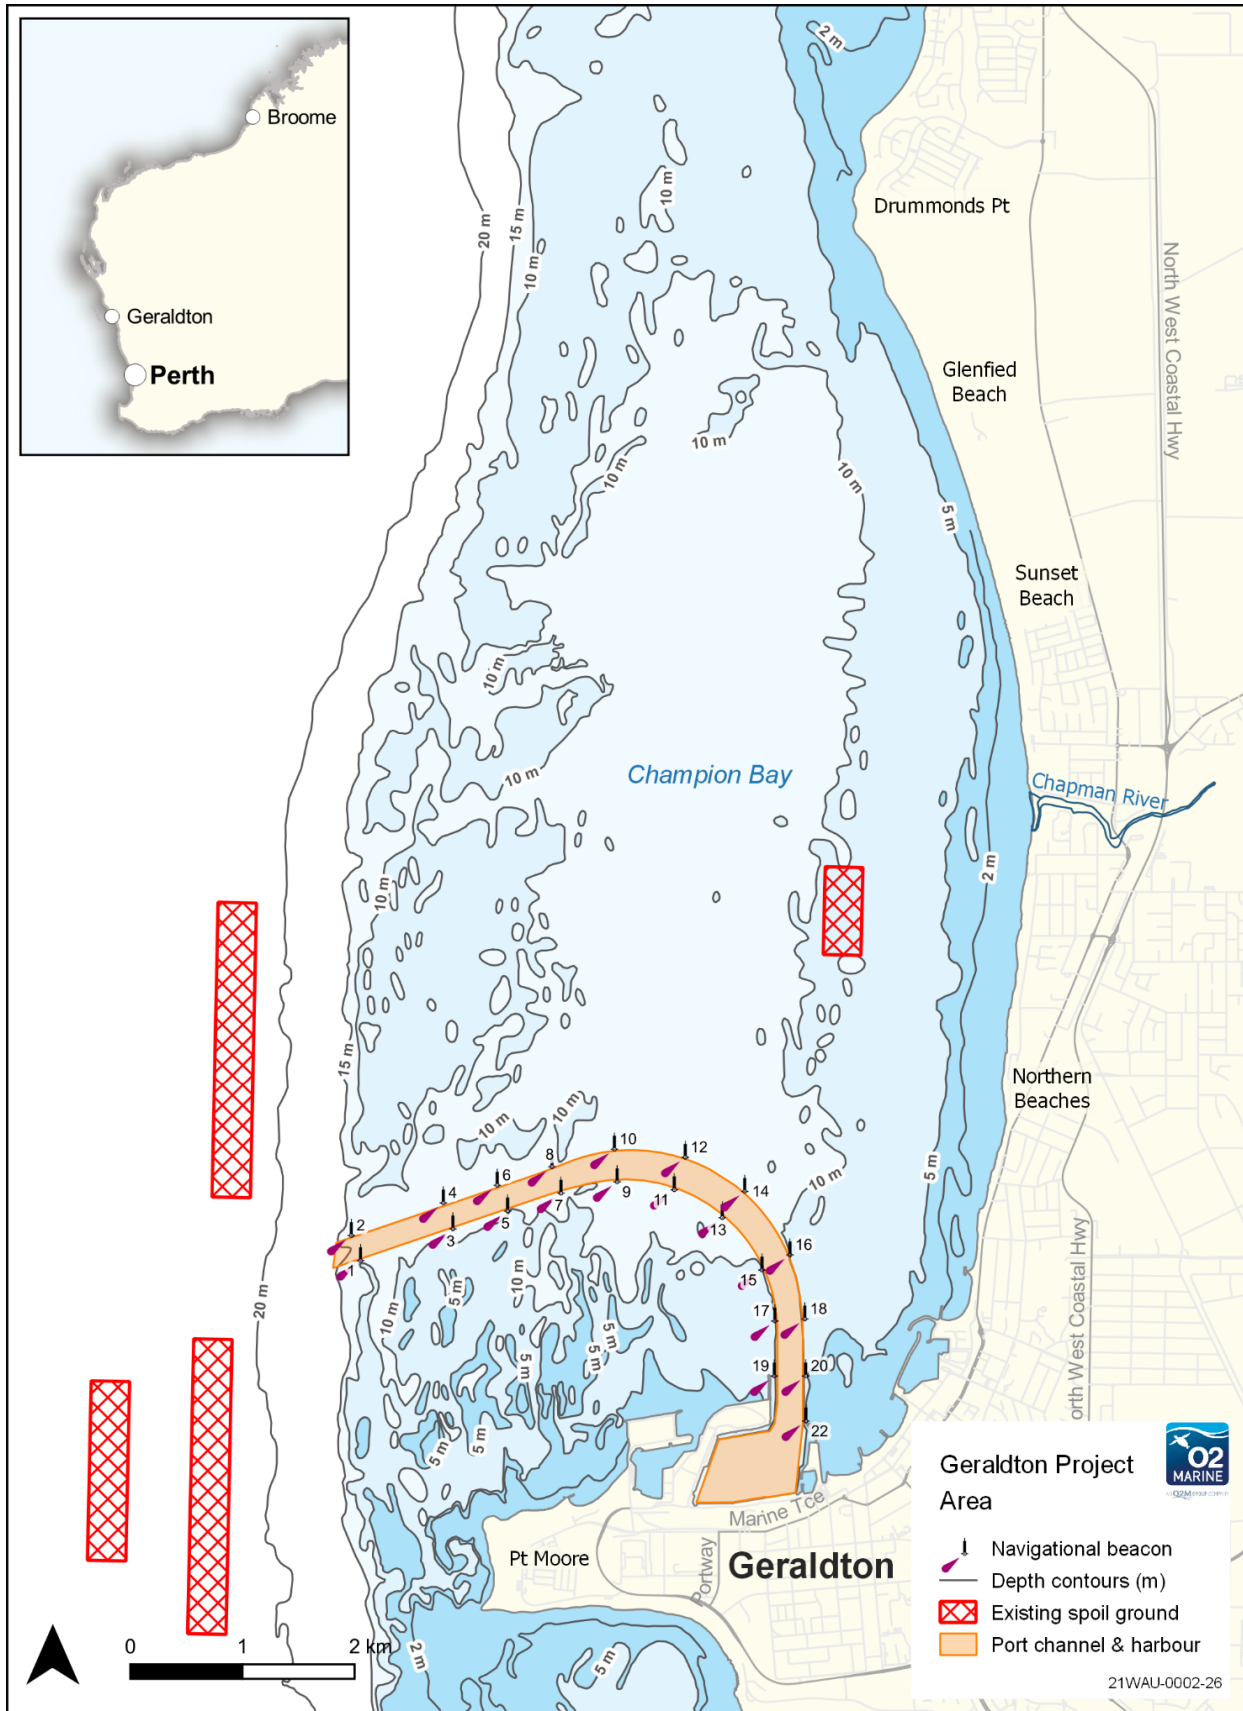 2 m
Broome
Geraldton
Perth
Drummonds Pt
10 m
20 m
15 m
10 m
North West Coastal Hwy
Glenfied
Beach
10 m
10 m
10 m
5 m
Sunset
Beach
10 m
10 m
Champion Bay
Chapman River
2 m
10 m
15 m
Northern
Beaches
10 m
10 m
10 m
5 m
10
12
8
6
4
2
14
9
11
7
5
3
13
1
16
15
17
18
19
20
22
20 m
10 m
5 m
10 m
5 m
5 m
5 m
5 m
5 m
North West Coastal Hwy
Marine Tce
Portway
Pt Moore
Geraldton
2 m
5 m
0 1 2 km
Geraldton Project
Area
O2
MARINE
Navigational beacon
Depth contours (m)
Existing spoil ground
Port channel & harbour
21WAU-0002-26